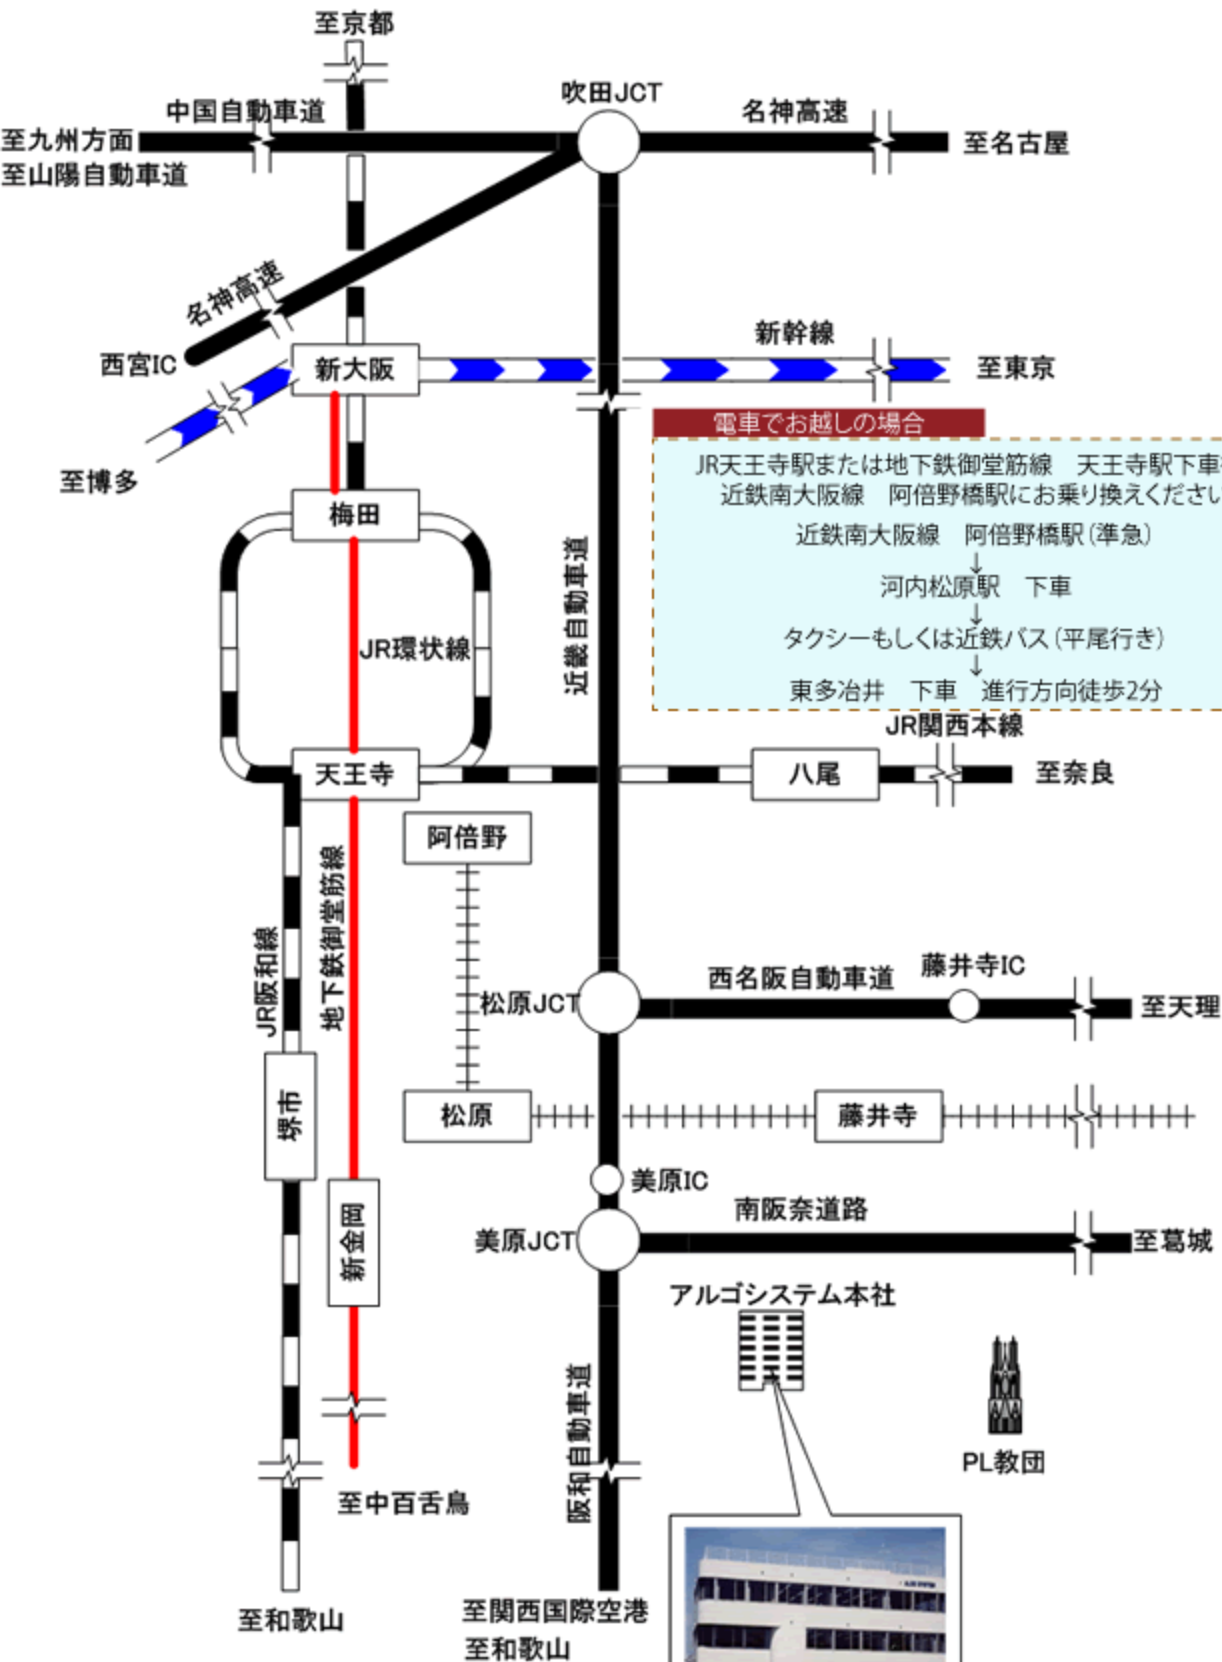 至京都
吹田JCT
中国自動車道
名神高速
至九州方面
至名古屋
至山陽自動車道
名神高速
新幹線
西宮IC
新大阪
至東京
至博多
電車でお越しの場合
JR天王寺駅または地下鉄御堂筋線　天王寺駅下車
近鉄南大阪線　阿倍野橋駅にお乗り換えください
近鉄南大阪線　阿倍野橋駅(準急)
↓
河内松原駅　下車
↓
タクシーもしくは近鉄バス(平尾行き)
↓
東多冶井　下車　進行方向徒歩2分
梅田
近畿自動車道
JR環状線
JR関西本線
天王寺
八尾
至奈良
阿倍野
地下鉄御堂筋線
JR阪和線
西名阪自動車道
藤井寺IC
松原JCT
至天理
堺市
松原
藤井寺
美原IC
新金岡
南阪奈道路
美原JCT
至葛城
アルゴシステム本社
阪和自動車道
PL教団
至中百舌鳥
至和歌山
至関西国際空港
至和歌山